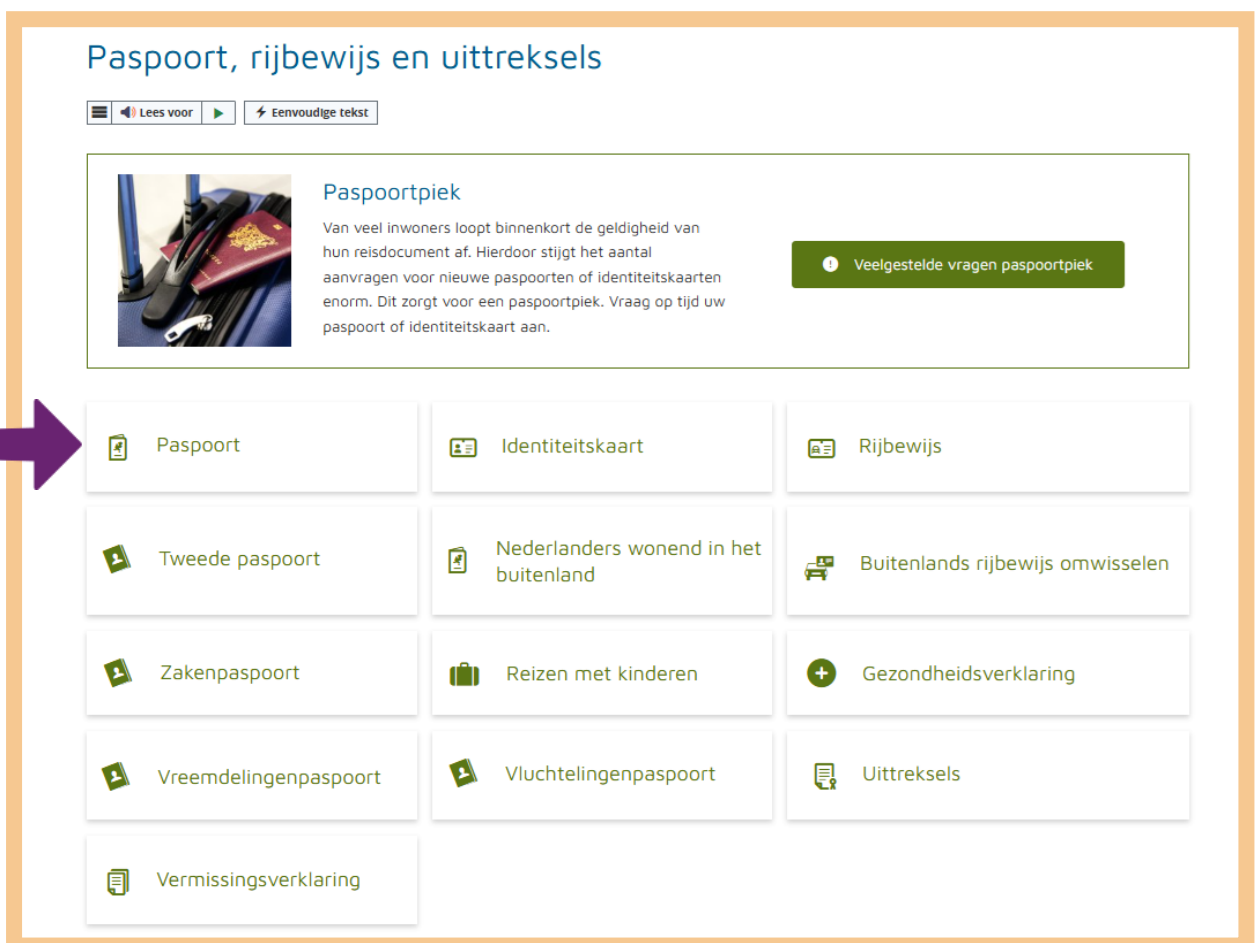 Paspoort, rijbewijs en uittreksels
Lees voor
Eenvoudige tekst
Paspoortpiek
Van veel inwoners loopt binnenkort de geldigheid van
hun reisdocument af. Hierdoor stijgt het aantal
aanvragen voor nieuwe paspoorten of identiteitskaarten
enorm. Dit zorgt voor een paspoortpiek. Vraag op tijd uw
paspoort of identiteitskaart aan.
Veelgestelde vragen paspoortpiek
Paspoort
Identiteitskaart
Rijbewijs
Tweede paspoort
Nederlanders wonend in het
buitenland
Buitenlands rijbewijs omwisselen
Zakenpaspoort
Reizen met kinderen
Gezondheidsverklaring
Vreemdelingenpaspoort
Vluchtelingenpaspoort
Uittreksels
Vermissingsverklaring